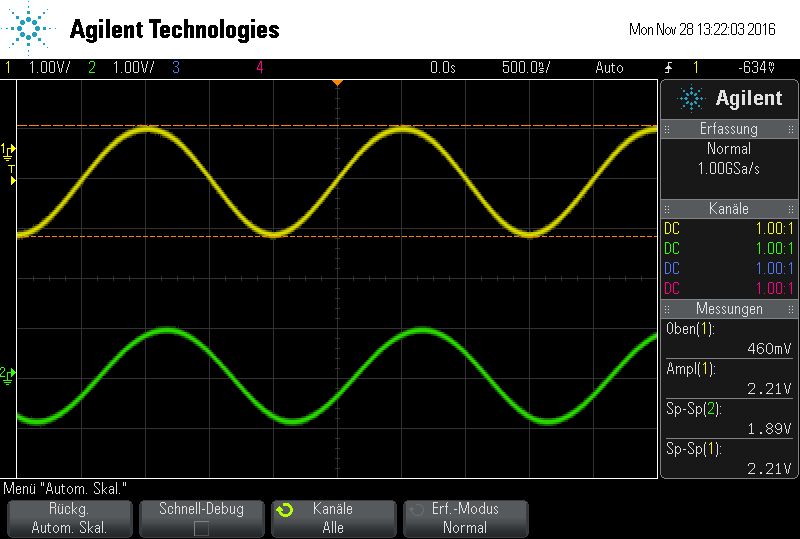 Agilent Technologies
Mon Nov 28 13:22:03 2016
1 1.00V/ 2 1.00V/ 3 4 0.0s 500.0㎱/ Auto 1 -634㎷
1
T
2
Agilent
Erfassung
Normal
1.00GSa/s
Kanäle
DC 1.00:1
DC 1.00:1
DC 1.00:1
DC 1.00:1
Messungen
Oben(1):
460mV
Ampl(1):
2.21V
Sp-Sp(2):
1.89V
Sp-Sp(1):
2.21V
Menü "Autom. Skal."
Rückg.
Autom. Skal.
Schnell-Debug
Kanäle
Alle
Erf.-Modus
Normal